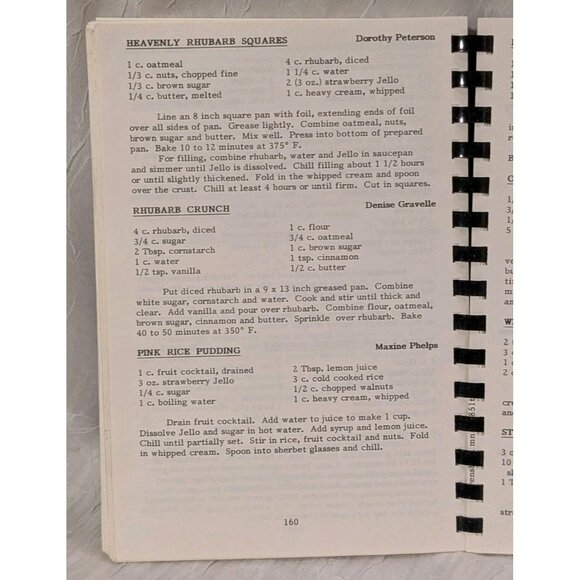 HEAVENLY RHUBARB SQUARES Dorothy Peterson
1 c. oatmeal 4 c. rhubarb, diced
1/3 c. nuts, chopped fine 1 1/4 c. water
1/3 c. brown sugar 2 (3 oz.) strawberry Jello
1/4 c. butter, melted 1 c. heavy cream, whipped
Line an 8 inch square pan with foil, extending ends of foil
over all sides of pan. Grease lightly. Combine oatmeal, nuts,
brown sugar and butter. Mix well. Press into bottom of prepared
pan. Bake 10 to 12 minutes at 375° F.
For filling, combine rhubarb, water and Jello in saucepan
and simmer until Jello is dissolved. Chill filling about 1 1/2 hours
or until slightly thickened. Fold in the whipped cream and spoon
over the crust. Chill at least 4 hours or until firm. Cut in squares.
RHUBARB CRUNCH Denise Gravelle
4 c. rhubarb, diced 1 c. flour
3/4 c. sugar 3/4 c. oatmeal
2 Tbsp. cornstarch 1 c. brown sugar
1 c. water 1 tsp. cinnamon
1/2 tsp. vanilla 1/2 c. butter
Put diced rhubarb in a 9 x 13 inch greased pan. Combine
white sugar, cornstarch and water. Cook and stir until thick and
clear. Add vanilla and pour over rhubarb. Combine flour, oatmeal,
brown sugar, cinnamon and butter. Sprinkle over rhubarb. Bake
40 to 50 minutes at 350° F.
PINK RICE PUDDING Maxine Phelps
1 c. fruit cocktail, drained 2 Tbsp. lemon juice
3 oz. strawberry Jello 3 c. cold cooked rice
1/4 c. sugar 1/2 c. chopped walnuts
1 c. boiling water 1 c. heavy cream, whipped
Drain fruit cocktail. Add water to juice to make 1 cup.
Dissolve Jello and sugar in hot water. Add syrup and lemon juice.
Chill until partially set. Stir in rice, fruit cocktail and nuts. Fold
in whipped cream. Spoon into sherbet glasses and chill.
160